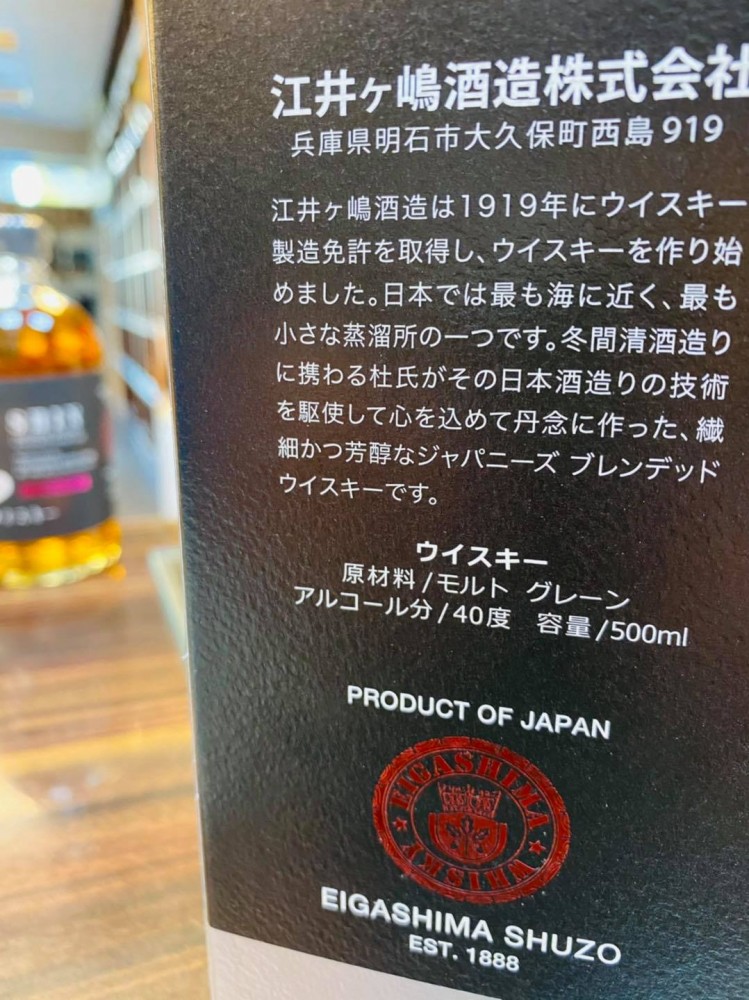 江井ヶ嶋酒造株式会社
兵庫県明石市大久保町西島919
江井ヶ嶋酒造は1919年にウイスキー
製造免許を取得し、ウイスキーを作り始
めました。日本では最も海に近く、最も
小さな蒸溜所の一つです。冬間清酒造り
に携わる杜氏がその日本酒造りの技術
を駆使して心を込めて丹念に作った、繊
細かつ芳醇なジャパニーズ ブレンデッド
ウイスキーです。
ウイスキー
原材料/モルト グレーン
アルコール分/40度 容量/500ml
PRODUCT OF JAPAN
EIGASHIMA
WHISKY
EIGASHIMA SHUZO
EST. 1888